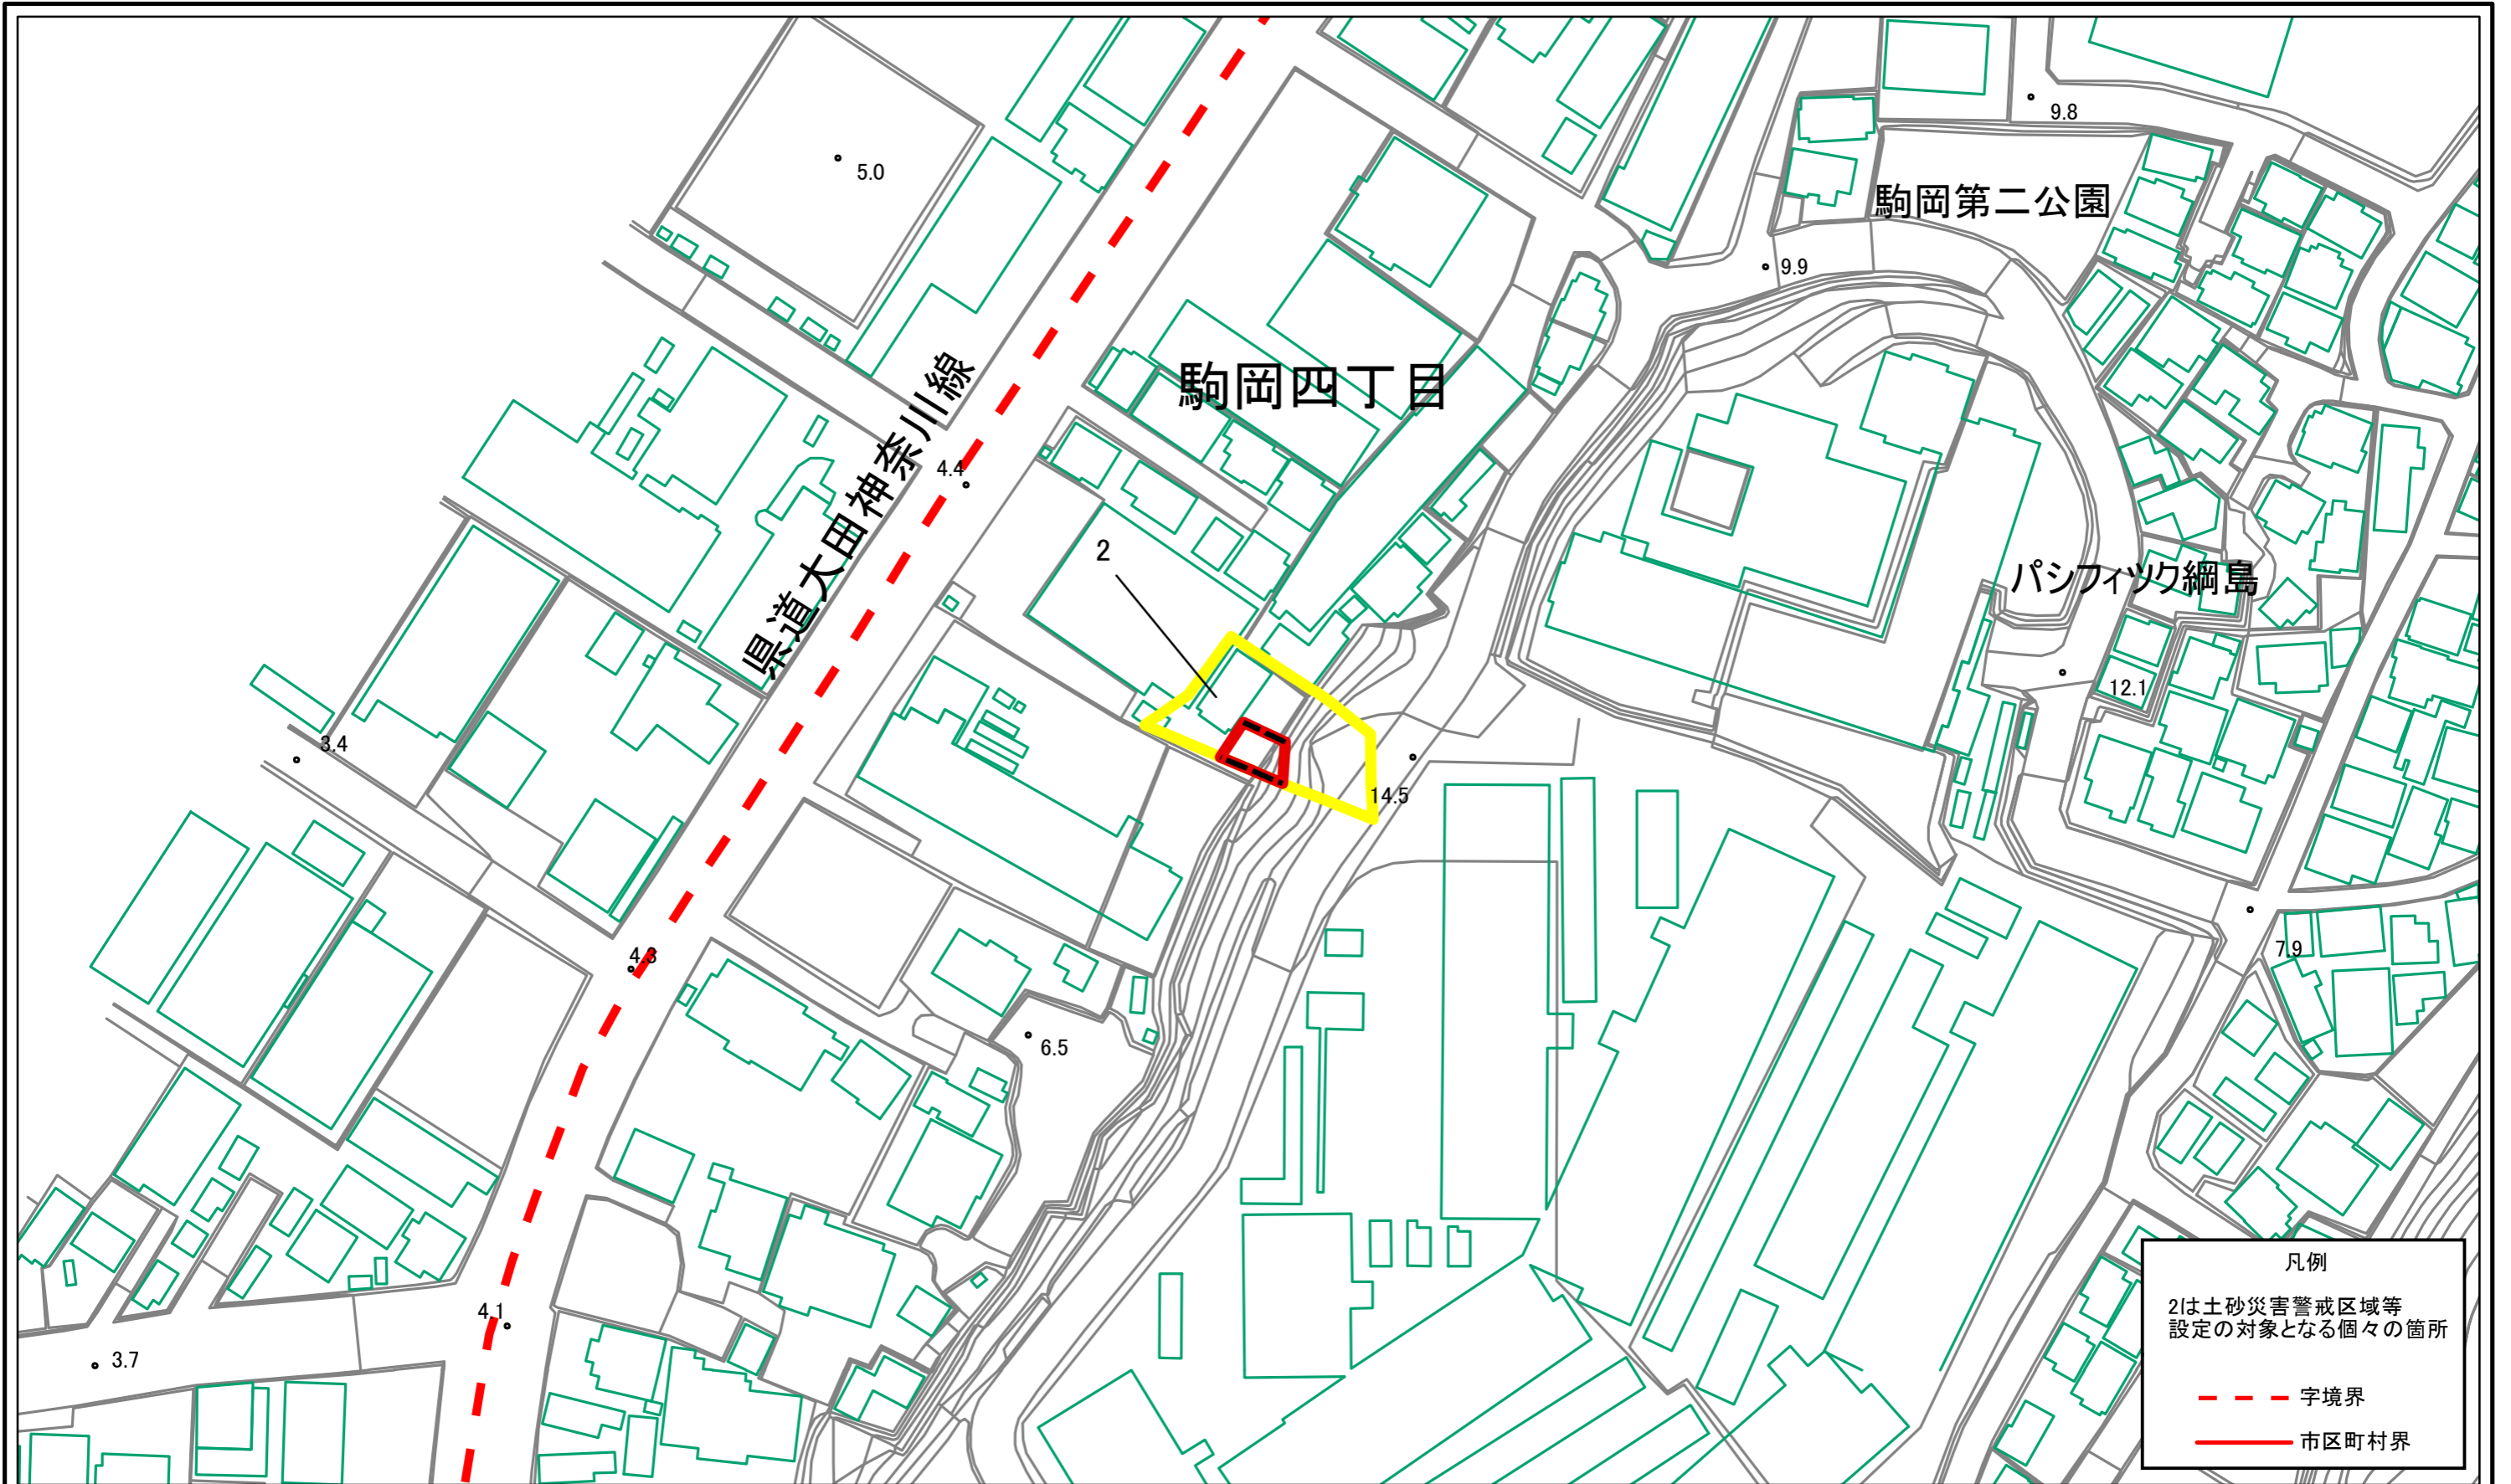 9.8
5.0
駒岡第二公園
9.9
駒岡四丁目
県道大田神奈川線
4.4
2
パシフィック綱島
12.1
3.4
14.5
4.3
7.9
6.5
4.1
3.7
凡例
2は土砂災害警戒区域等
設定の対象となる個々の箇所
字境界
市区町村界